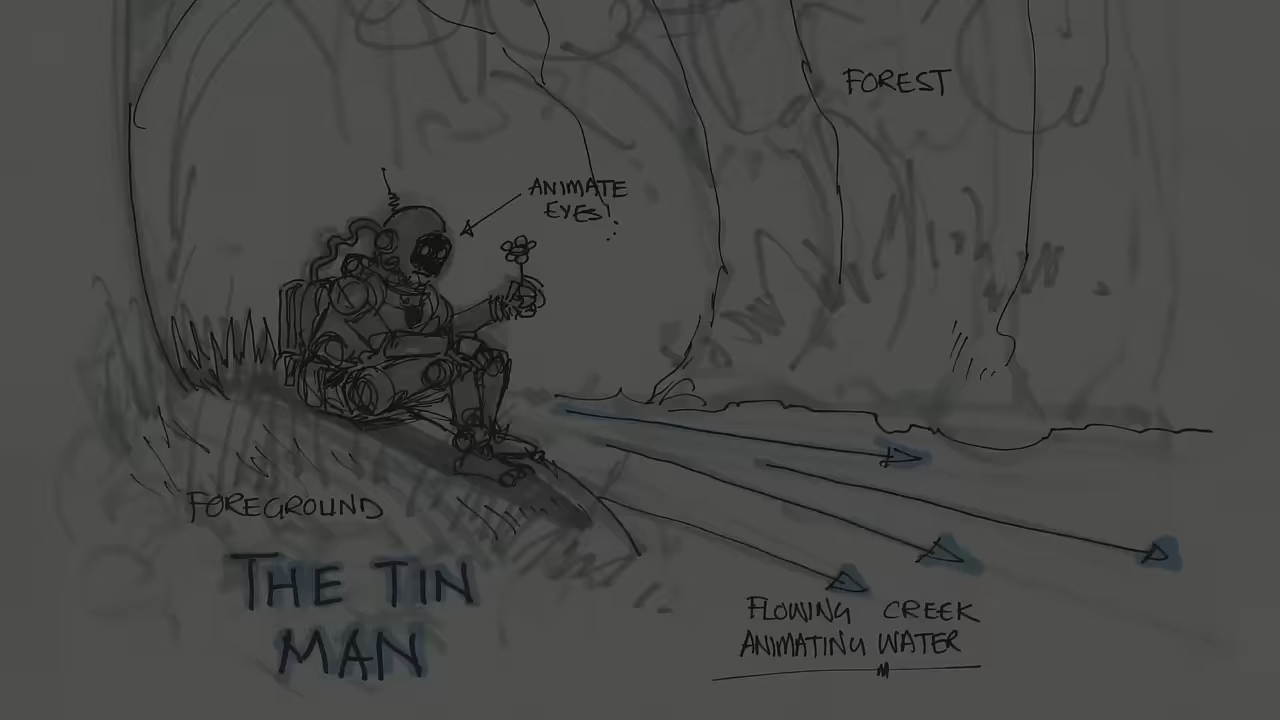 FOREST
ANIMATE
EYES!
FOREGROUND
THE TIN
MAN
FLOWING CREEK
ANIMATING WATER